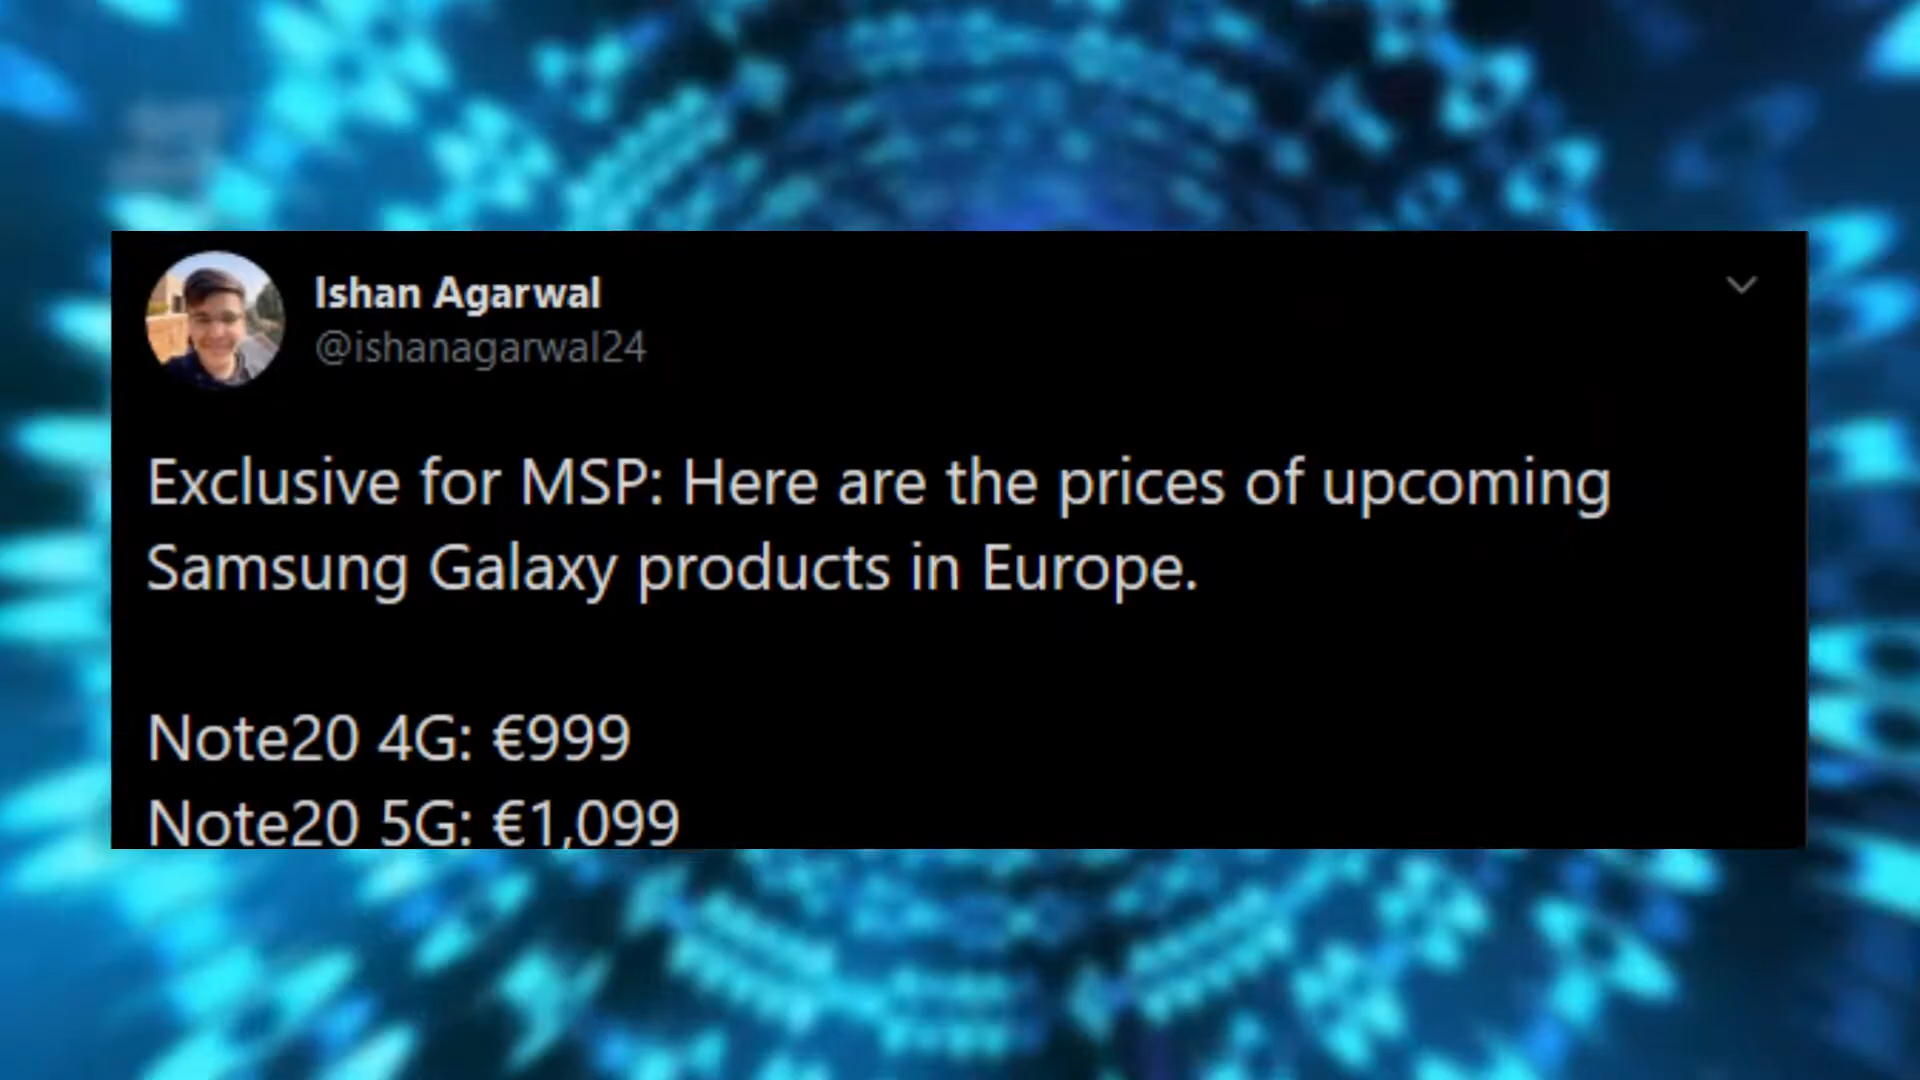 Ishan Agarwal
@ishanagarwal24
Exclusive for MSP: Here are the prices of upcoming
Samsung Galaxy products in Europe.
Note20 4G: €999
Note20 5G: €1,099